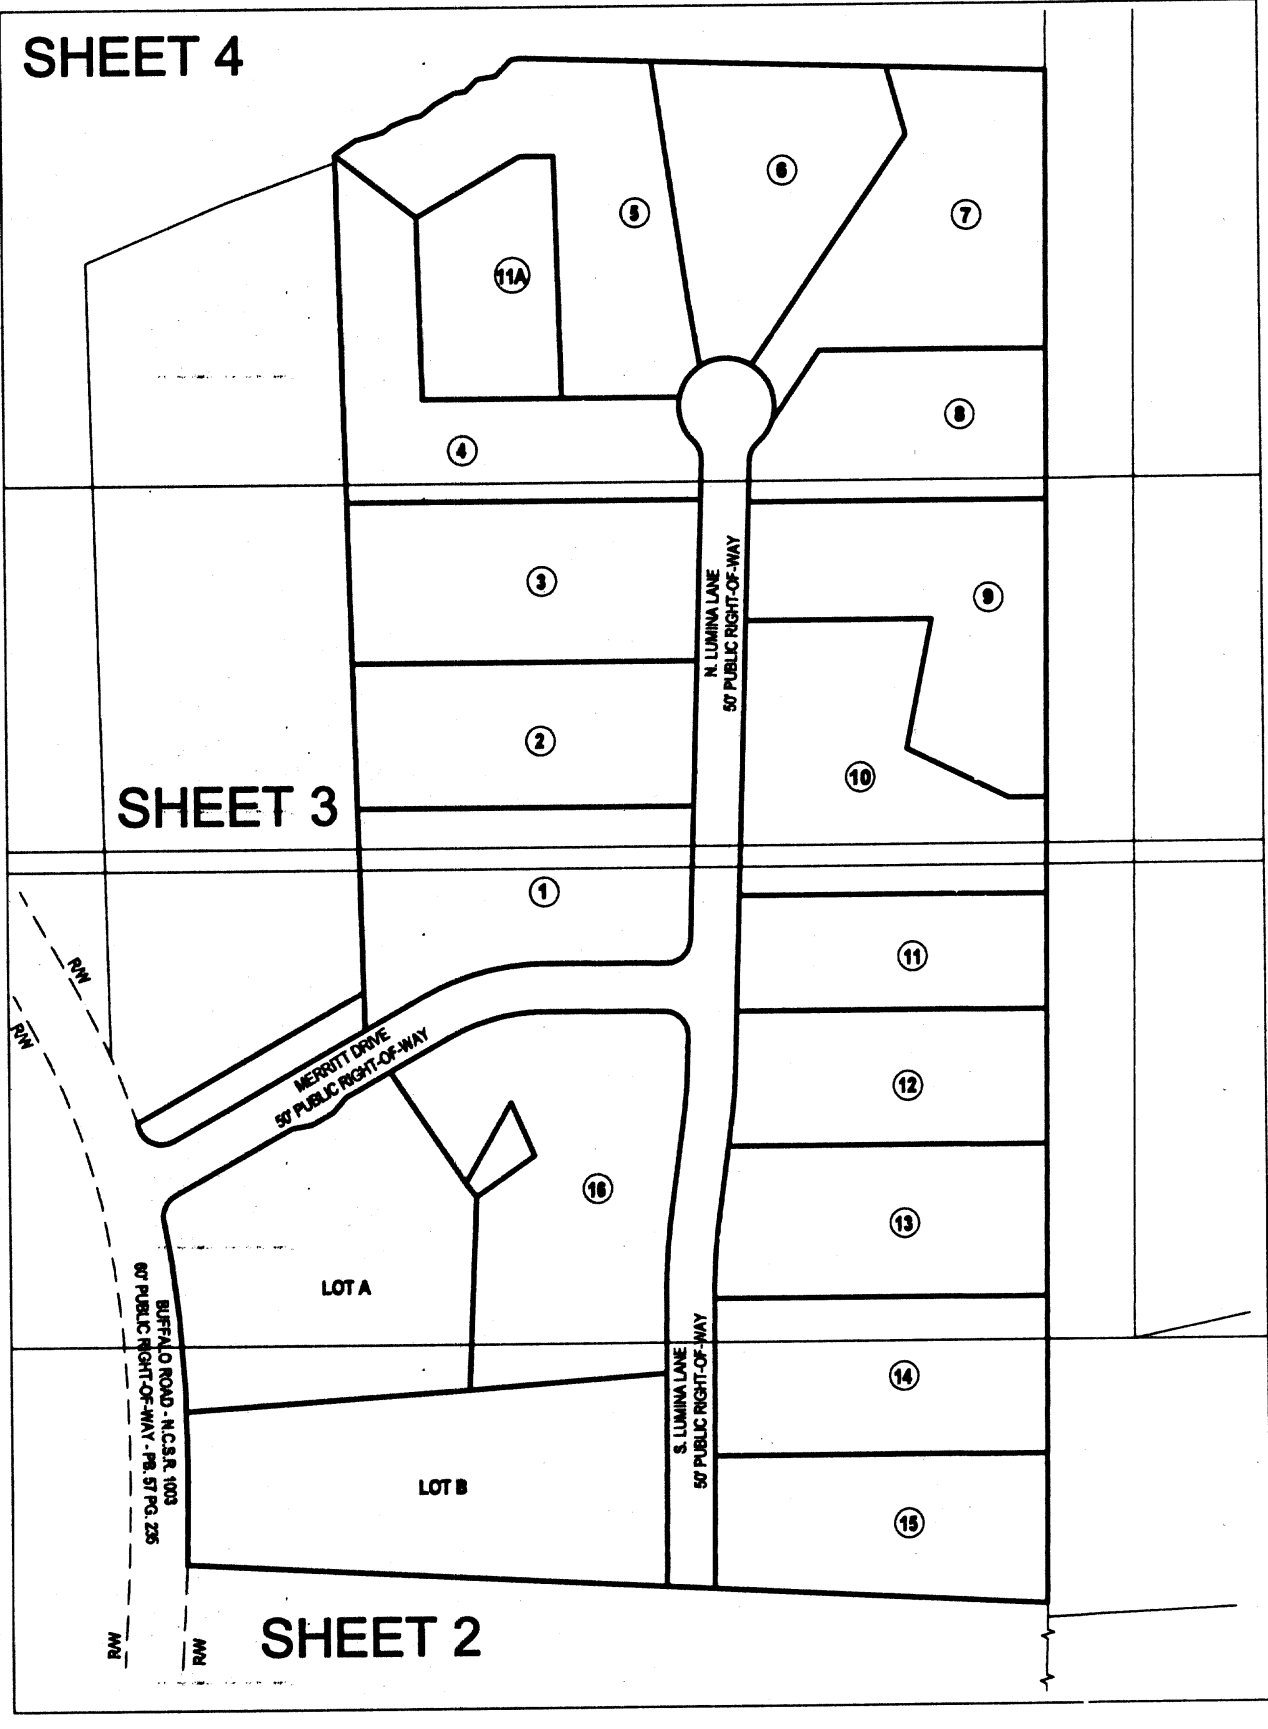 SHEET 4
6
5
7
11A
8
4
3
N. LUMINA LANE
50' PUBLIC RIGHT-OF-WAY
9
2
10
SHEET 3
1
11
R/W
R/W
MERRITT DRIVE
50' PUBLIC RIGHT-OF-WAY
12
16
13
LOT A
BUFFALO ROAD - N.C.S.R. 1003
60' PUBLIC RIGHT-OF-WAY - PB. 57 PG. 235
S. LUMINA LANE
50' PUBLIC RIGHT-OF-WAY
14
LOT B
15
R/W
R/W
SHEET 2